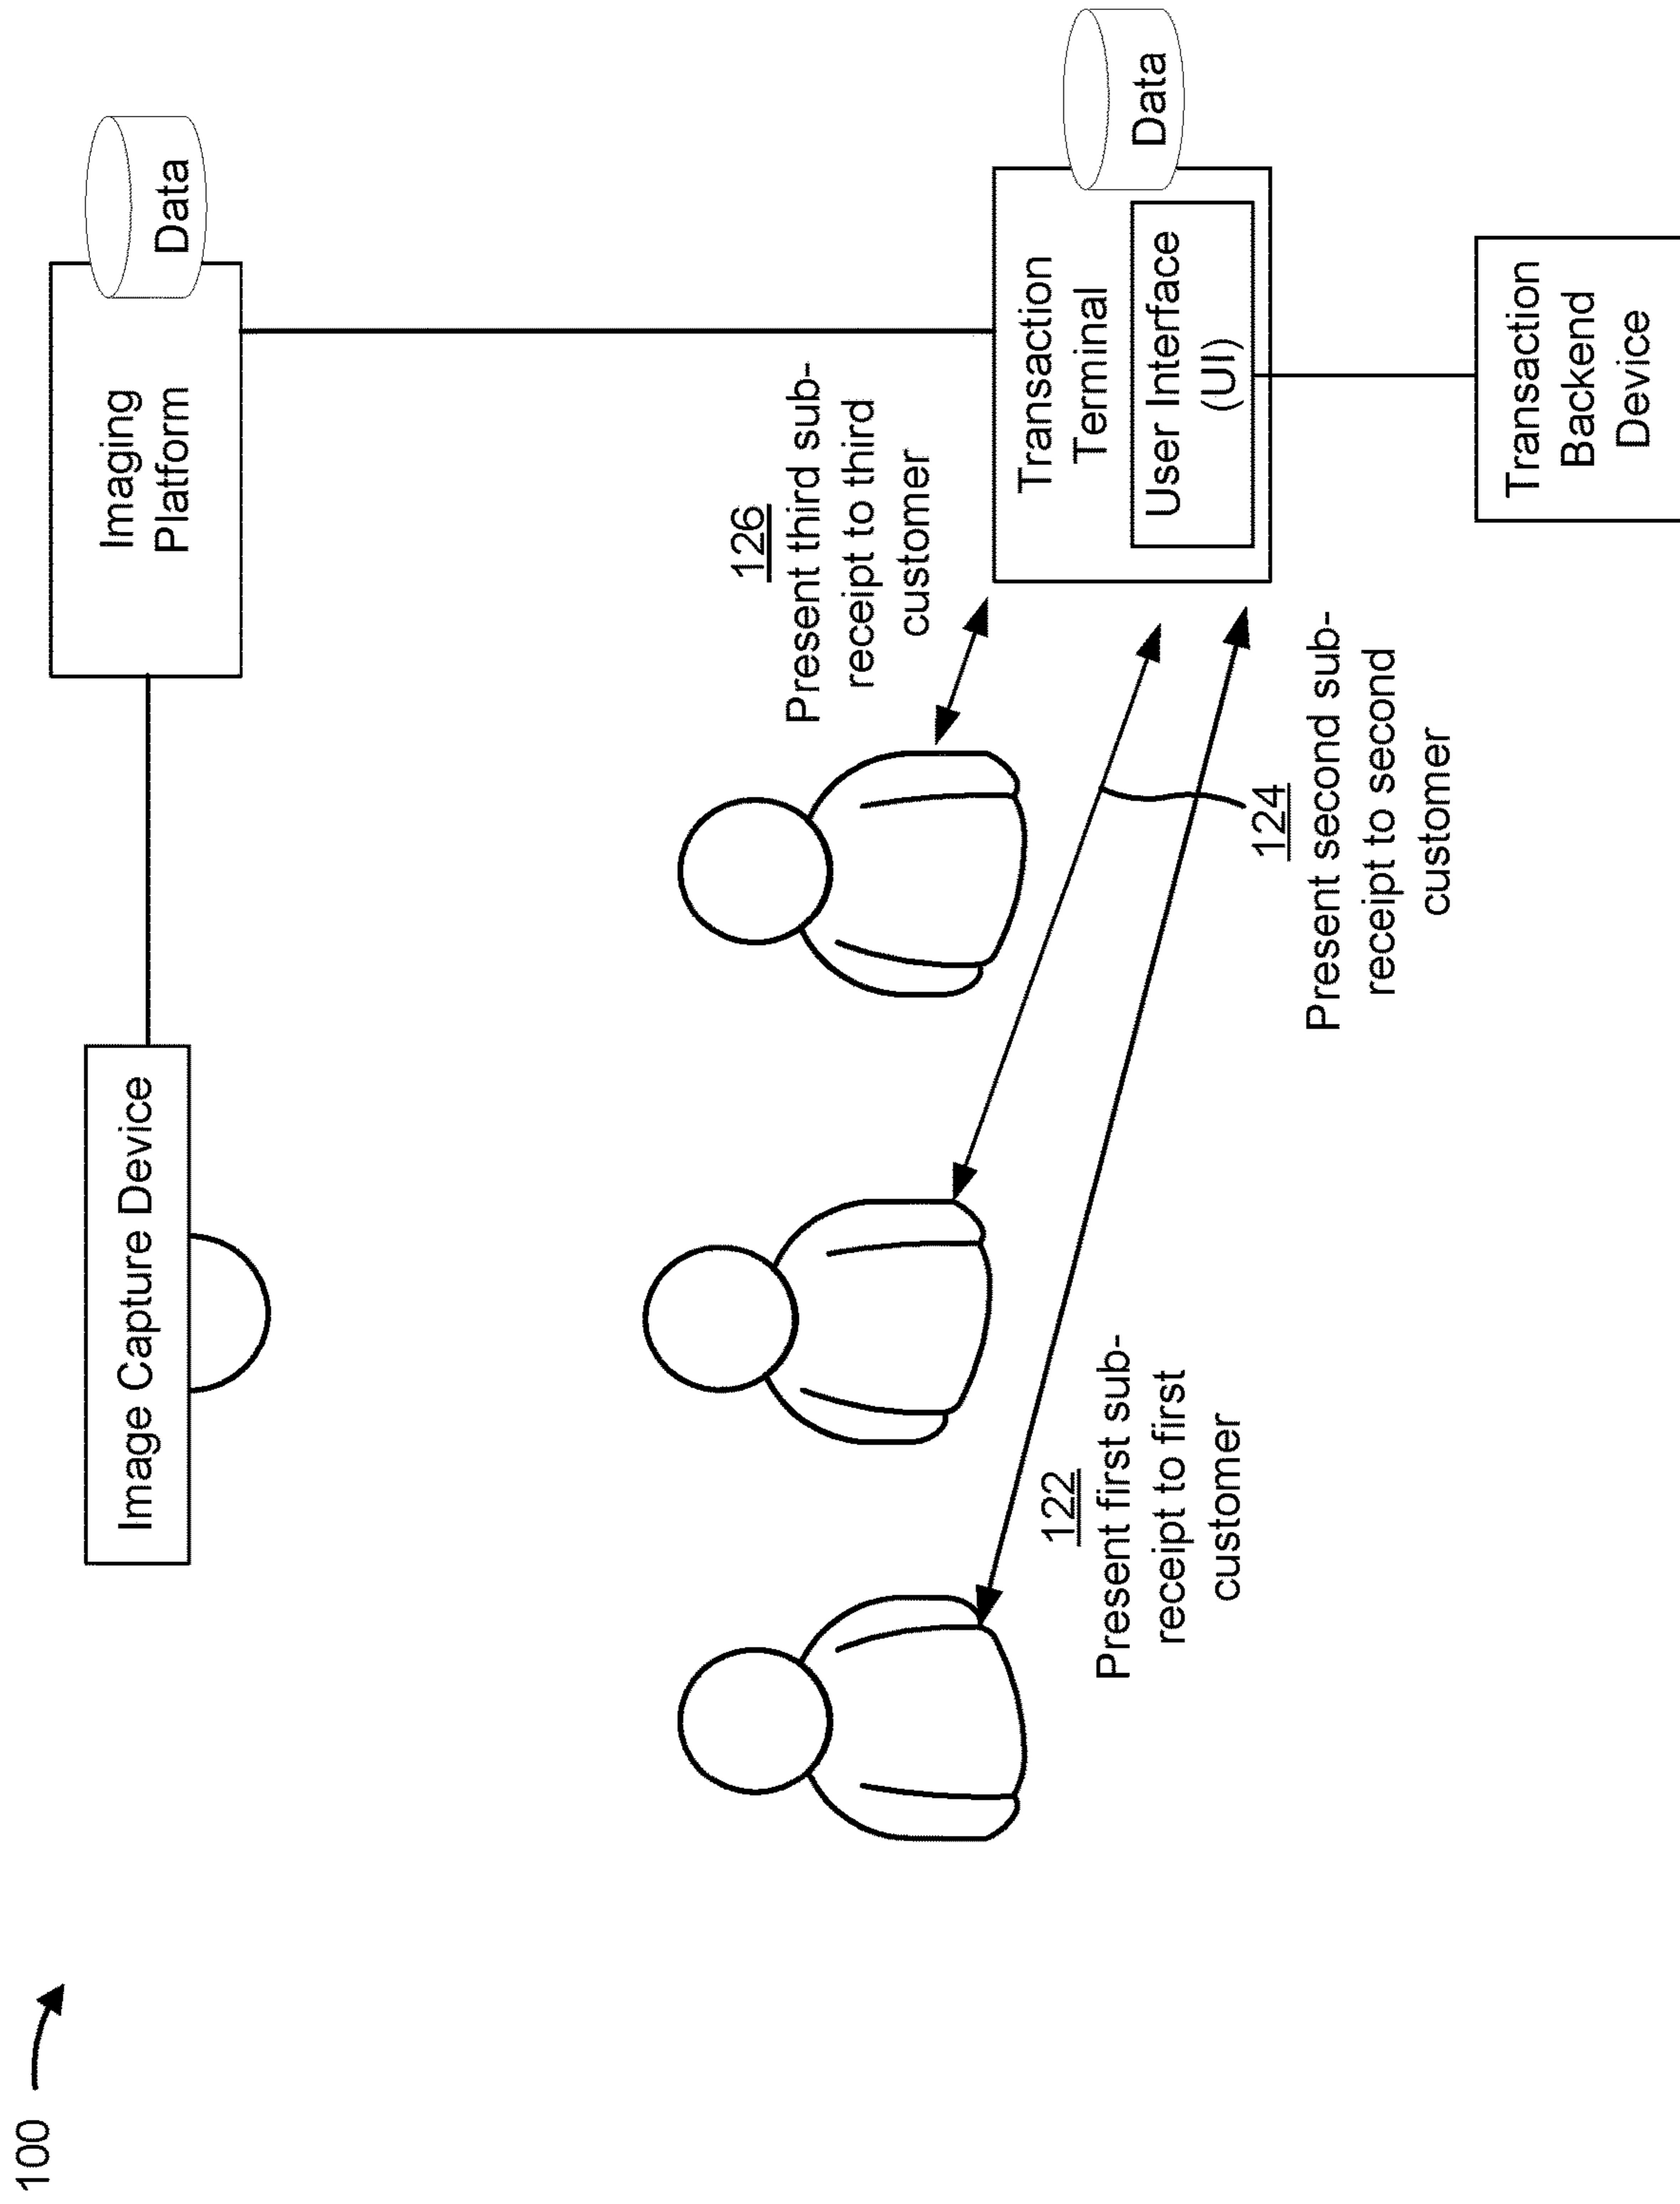 100
Image Capture Device
Imaging
Platform
Data
126
Present third sub-
receipt to third
customer
122
Present first sub-
receipt to first
customer
124
Present second sub-
receipt to second
customer
Transaction
Terminal
User Interface
(UI)
Data
Transaction
Backend
Device